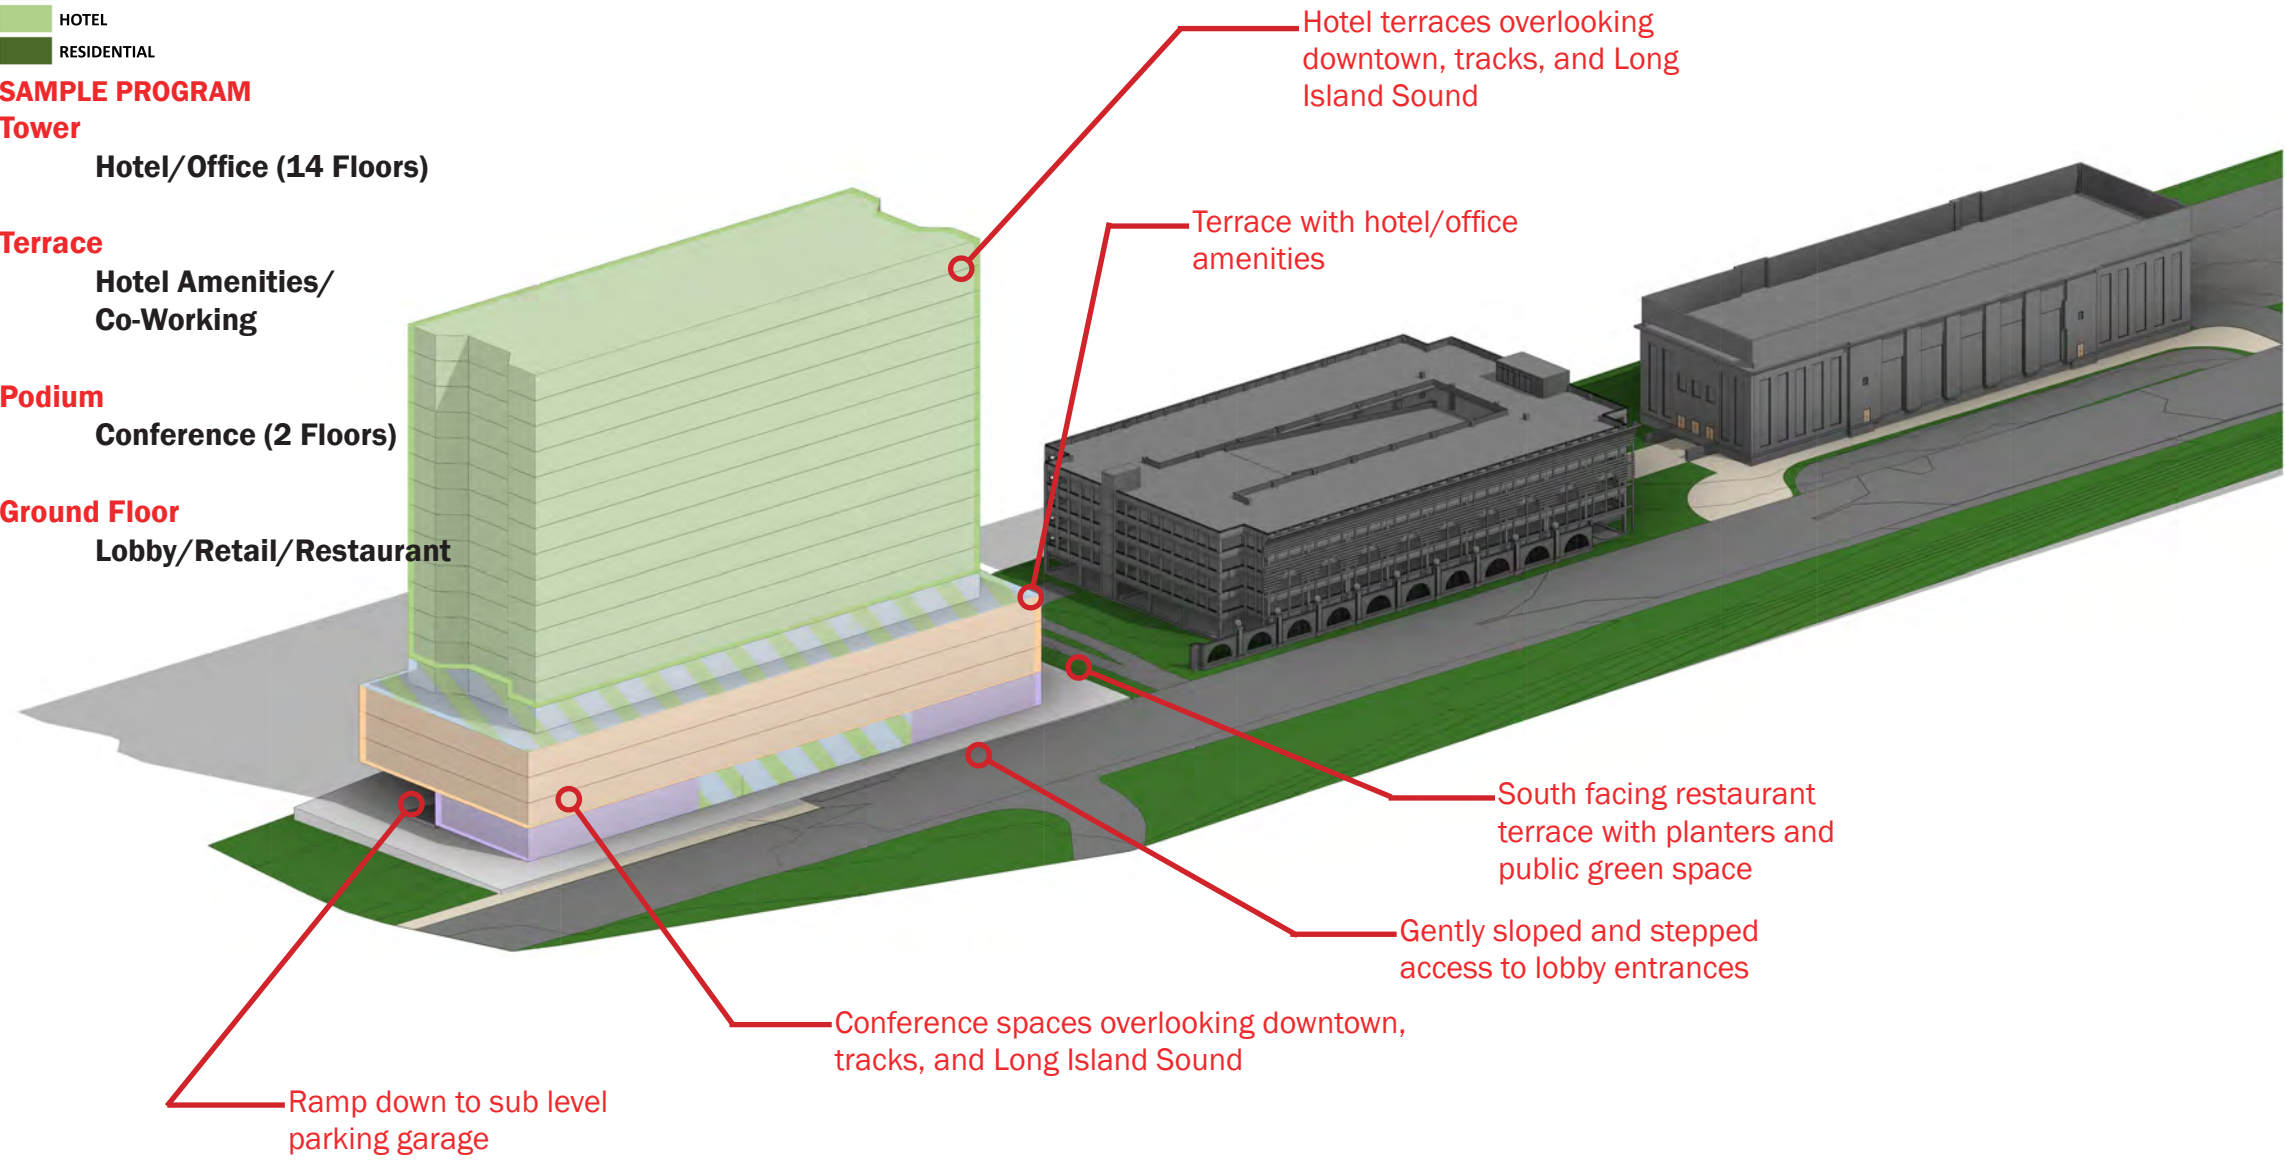 HOTEL
RESIDENTIAL
SAMPLE PROGRAM
Tower
Hotel/Office (14 Floors)
Terrace
Hotel Amenities/
Co-Working
Podium
Conference (2 Floors)
Ground Floor
Lobby/Retail/Restaurant
Hotel terraces overlooking
downtown, tracks, and Long
Island Sound
Terrace with hotel/office
amenities
South facing restaurant
terrace with planters and
public green space
Gently sloped and stepped
access to lobby entrances
Conference spaces overlooking downtown,
tracks, and Long Island Sound
Ramp down to sub level
parking garage